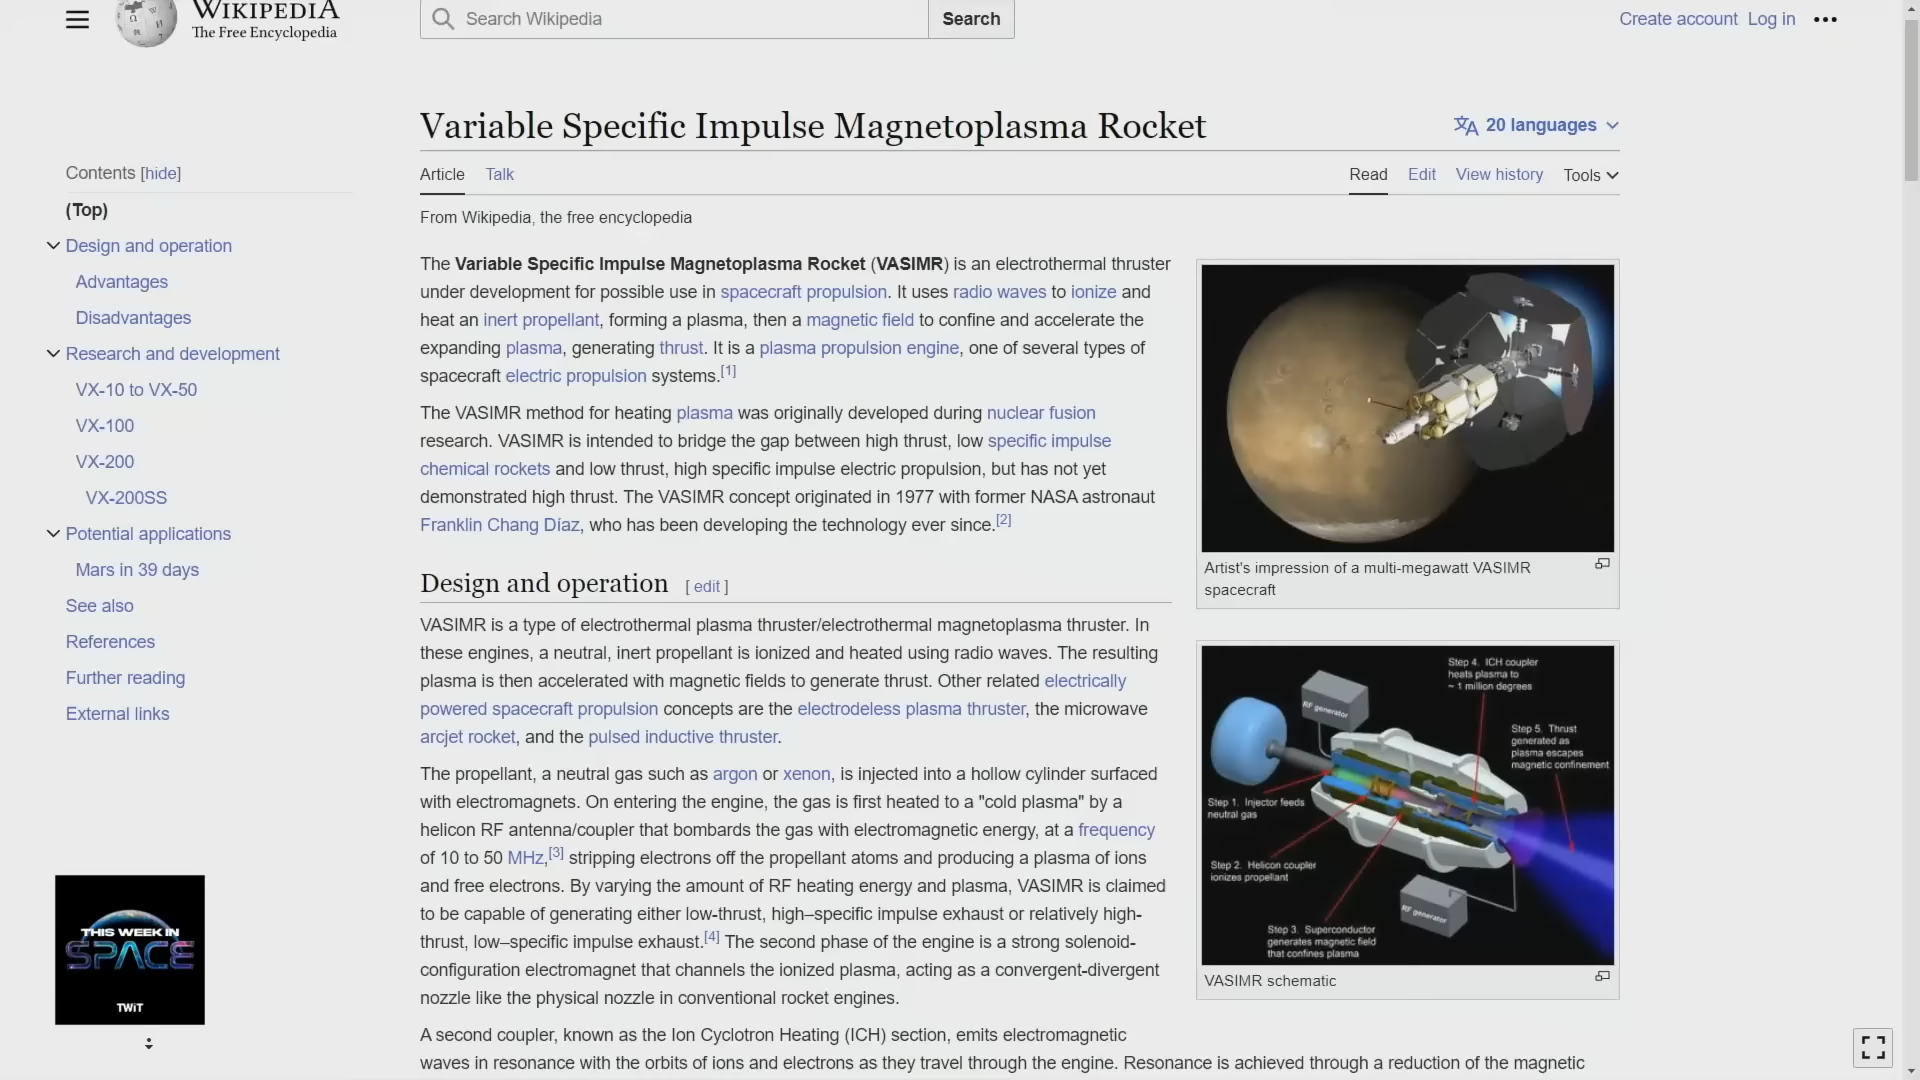 WIKIPEDIA
The Free Encyclopedia
Search Wikipedia
Search
Create account Log in
Variable Specific Impulse Magnetoplasma Rocket
20 languages
Article Talk
Read Edit View history Tools
From Wikipedia, the free encyclopedia
Contents [hide]
(Top)
Design and operation
Advantages
Disadvantages
Research and development
VX-10 to VX-50
VX-100
VX-200
VX-200SS
Potential applications
Mars in 39 days
See also
References
Further reading
External links
THIS WEEK IN
SPACE
TWiT
The Variable Specific Impulse Magnetoplasma Rocket (VASIMR) is an electrothermal thruster
under development for possible use in spacecraft propulsion. It uses radio waves to ionize and
heat an inert propellant, forming a plasma, then a magnetic field to confine and accelerate the
expanding plasma, generating thrust. It is a plasma propulsion engine, one of several types of
spacecraft electric propulsion systems.[1]
The VASIMR method for heating plasma was originally developed during nuclear fusion
research. VASIMR is intended to bridge the gap between high thrust, low specific impulse
chemical rockets and low thrust, high specific impulse electric propulsion, but has not yet
demonstrated high thrust. The VASIMR concept originated in 1977 with former NASA astronaut
Franklin Chang Díaz, who has been developing the technology ever since.[2]
Design and operation [ edit ]
VASIMR is a type of electrothermal plasma thruster/electrothermal magnetoplasma thruster. In
these engines, a neutral, inert propellant is ionized and heated using radio waves. The resulting
plasma is then accelerated with magnetic fields to generate thrust. Other related electrically
powered spacecraft propulsion concepts are the electrodeless plasma thruster, the microwave
arcjet rocket, and the pulsed inductive thruster.
The propellant, a neutral gas such as argon or xenon, is injected into a hollow cylinder surfaced
with electromagnets. On entering the engine, the gas is first heated to a "cold plasma" by a
helicon RF antenna/coupler that bombards the gas with electromagnetic energy, at a frequency
of 10 to 50 MHz,[3] stripping electrons off the propellant atoms and producing a plasma of ions
and free electrons. By varying the amount of RF heating energy and plasma, VASIMR is claimed
to be capable of generating either low-thrust, high–specific impulse exhaust or relatively high-
thrust, low–specific impulse exhaust.[4] The second phase of the engine is a strong solenoid-
configuration electromagnet that channels the ionized plasma, acting as a convergent-divergent
nozzle like the physical nozzle in conventional rocket engines.
A second coupler, known as the Ion Cyclotron Heating (ICH) section, emits electromagnetic
waves in resonance with the orbits of ions and electrons as they travel through the engine. Resonance is achieved through a reduction of the magnetic
Artist's impression of a multi-megawatt VASIMR
spacecraft
Step 4. ICH coupler
heats plasma to
~ 1 million degrees
RF generator
Step 5. Thrust
generated as
plasma escapes
magnetic confinement
Step 1. Injector feeds
neutral gas
Step 2. Helicon coupler
ionizes propellant
RF generator
Step 3. Superconductor
generates magnetic field
that confines plasma
VASIMR schematic